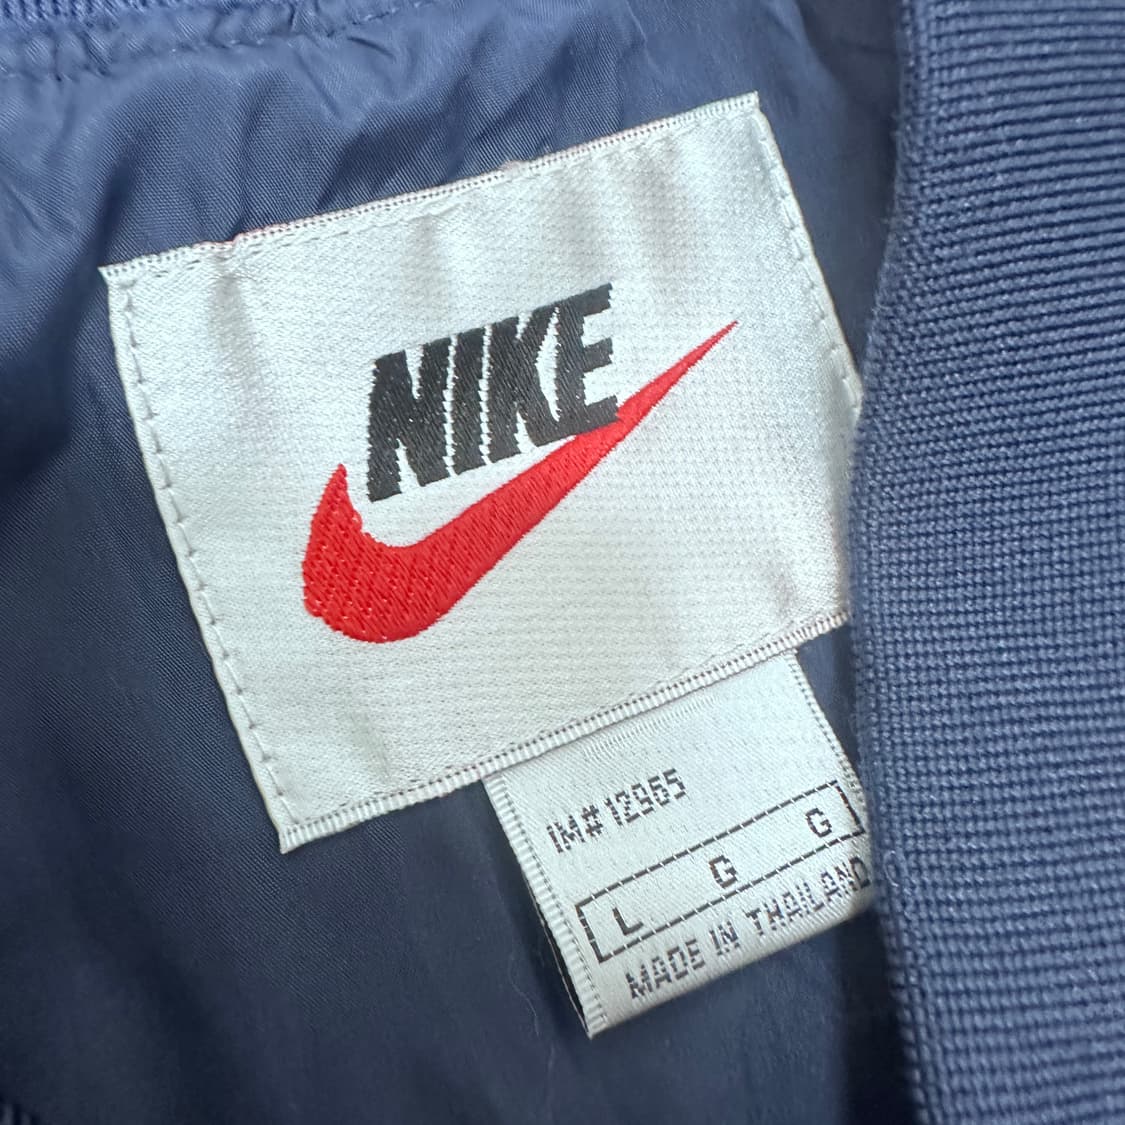 NIKE
IM# 12965
L G G
MADE IN THAILAND